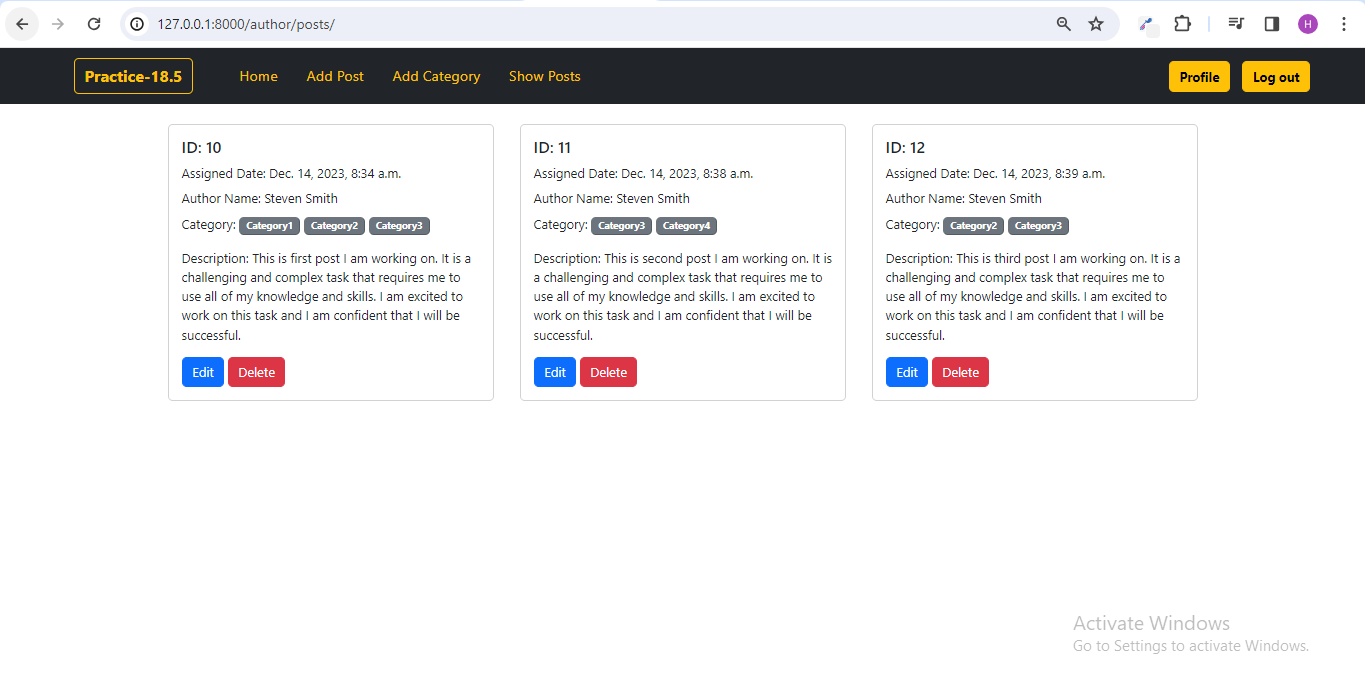 127.0.0.1:8000/author/posts/
H
Practice-18.5
Home
Add Post
Add Category
Show Posts
Profile
Log out
ID: 10
Assigned Date: Dec. 14, 2023, 8:34 a.m.
Author Name: Steven Smith
Category: Category1 Category2 Category3
Description: This is first post I am working on. It is a
challenging and complex task that requires me to
use all of my knowledge and skills. I am excited to
work on this task and I am confident that I will be
successful.
Edit
Delete
ID: 11
Assigned Date: Dec. 14, 2023, 8:38 a.m.
Author Name: Steven Smith
Category: Category3 Category4
Description: This is second post I am working on. It is
a challenging and complex task that requires me to
use all of my knowledge and skills. I am excited to
work on this task and I am confident that I will be
successful.
Edit
Delete
ID: 12
Assigned Date: Dec. 14, 2023, 8:39 a.m.
Author Name: Steven Smith
Category: Category2 Category3
Description: This is third post I am working on. It is a
challenging and complex task that requires me to
use all of my knowledge and skills. I am excited to
work on this task and I am confident that I will be
successful.
Edit
Delete
Activate Windows
Go to Settings to activate Windows.